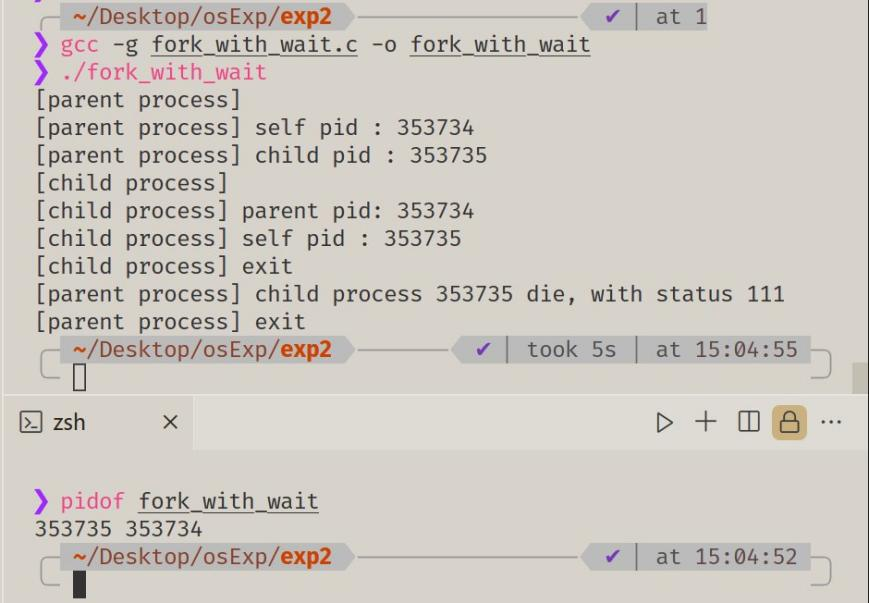 ~/Desktop/osExp/exp2 ✔ at 1
❯ gcc -g fork_with_wait.c -o fork_with_wait
❯ ./fork_with_wait
[parent process]
[parent process] self pid : 353734
[parent process] child pid : 353735
[child process]
[child process] parent pid: 353734
[child process] self pid : 353735
[child process] exit
[parent process] child process 353735 die, with status 111
[parent process] exit
~/Desktop/osExp/exp2 ✔ took 5s at 15:04:55
zsh
❯ pidof fork_with_wait
353735 353734
~/Desktop/osExp/exp2 ✔ at 15:04:52